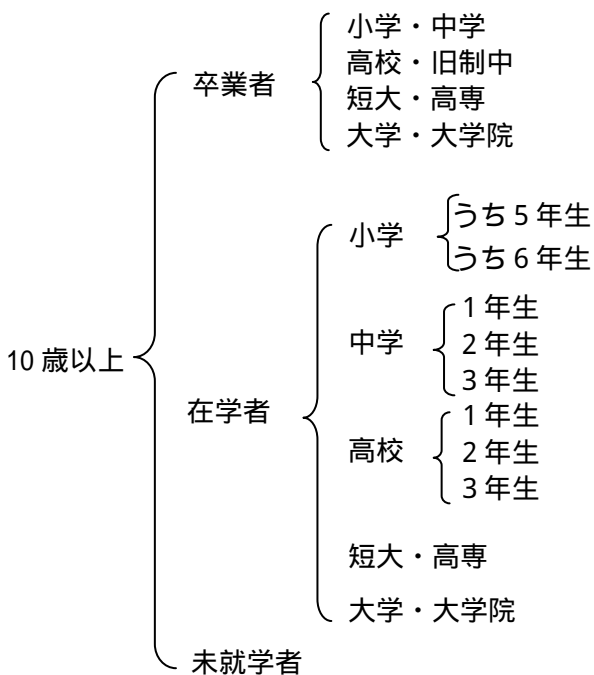 10 歳以上
卒業者
小学・中学
高校・旧制中
短大・高専
大学・大学院
在学者
小学
うち 5 年生
うち 6 年生
中学
1 年生
2 年生
3 年生
高校
1 年生
2 年生
3 年生
短大・高専
大学・大学院
未就学者